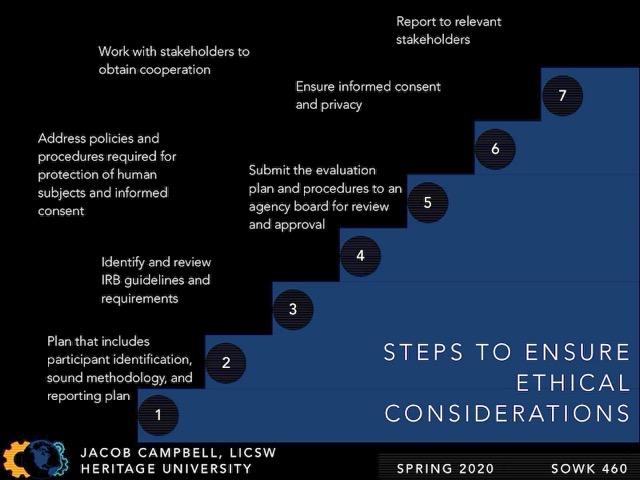 Report to relevant
stakeholders
Work with stakeholders to
obtain cooperation
Ensure informed consent
and privacy
7
Address policies and
procedures required for
protection of human
subjects and informed
consent
6
Submit the evaluation
plan and procedures to an
agency board for review
and approval
5
4
Identify and review
IRB guidelines and
requirements
3
Plan that includes
participant identification,
sound methodology, and
reporting plan
2
1
STEPS TO ENSURE
ETHICAL
CONSIDERATIONS
JACOB CAMPBELL, LICSW
HERITAGE UNIVERSITY
SPRING 2020 SOWK 460